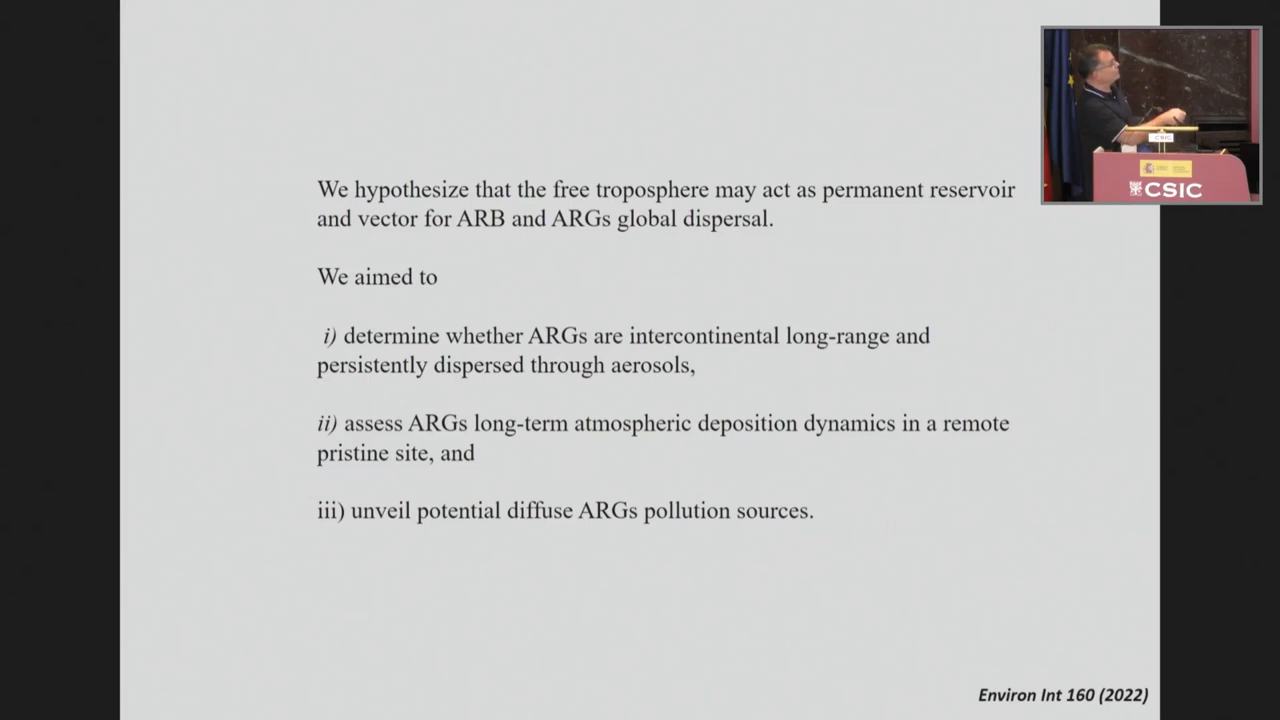 We hypothesize that the free troposphere may act as permanent reservoir
and vector for ARB and ARGs global dispersal.
We aimed to
i) determine whether ARGs are intercontinental long-range and
persistently dispersed through aerosols,
ii) assess ARGs long-term atmospheric deposition dynamics in a remote
pristine site, and
iii) unveil potential diffuse ARGs pollution sources.
Environ Int 160 (2022)
CSIC
CSIC